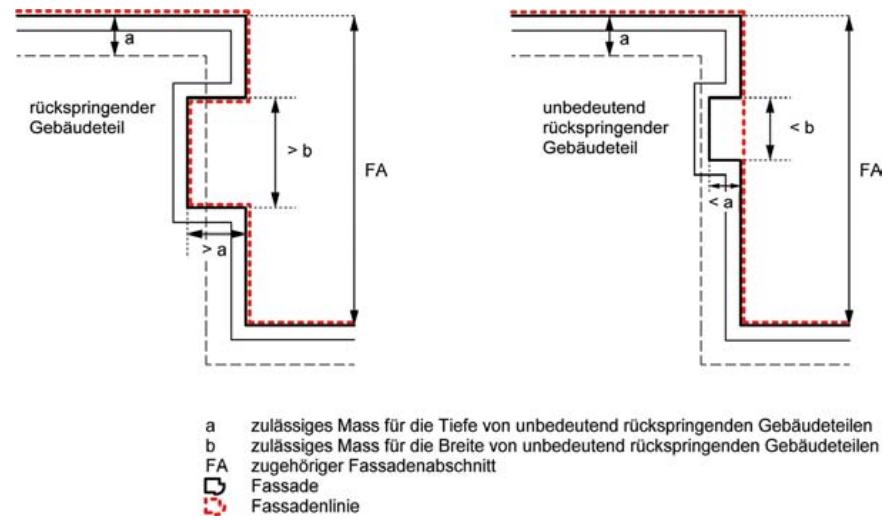 a
rückspringender
Gebäudeteil
> b
FA
> a
a
unbedeutend
rückspringender
Gebäudeteil
< b
FA
< a
a zulässiges Mass für die Tiefe von unbedeutend rückspringenden Gebäudeteilen
b zulässiges Mass für die Breite von unbedeutend rückspringenden Gebäudeteilen
FA zugehöriger Fassadenabschnitt
Fassade
Fassadenlinie